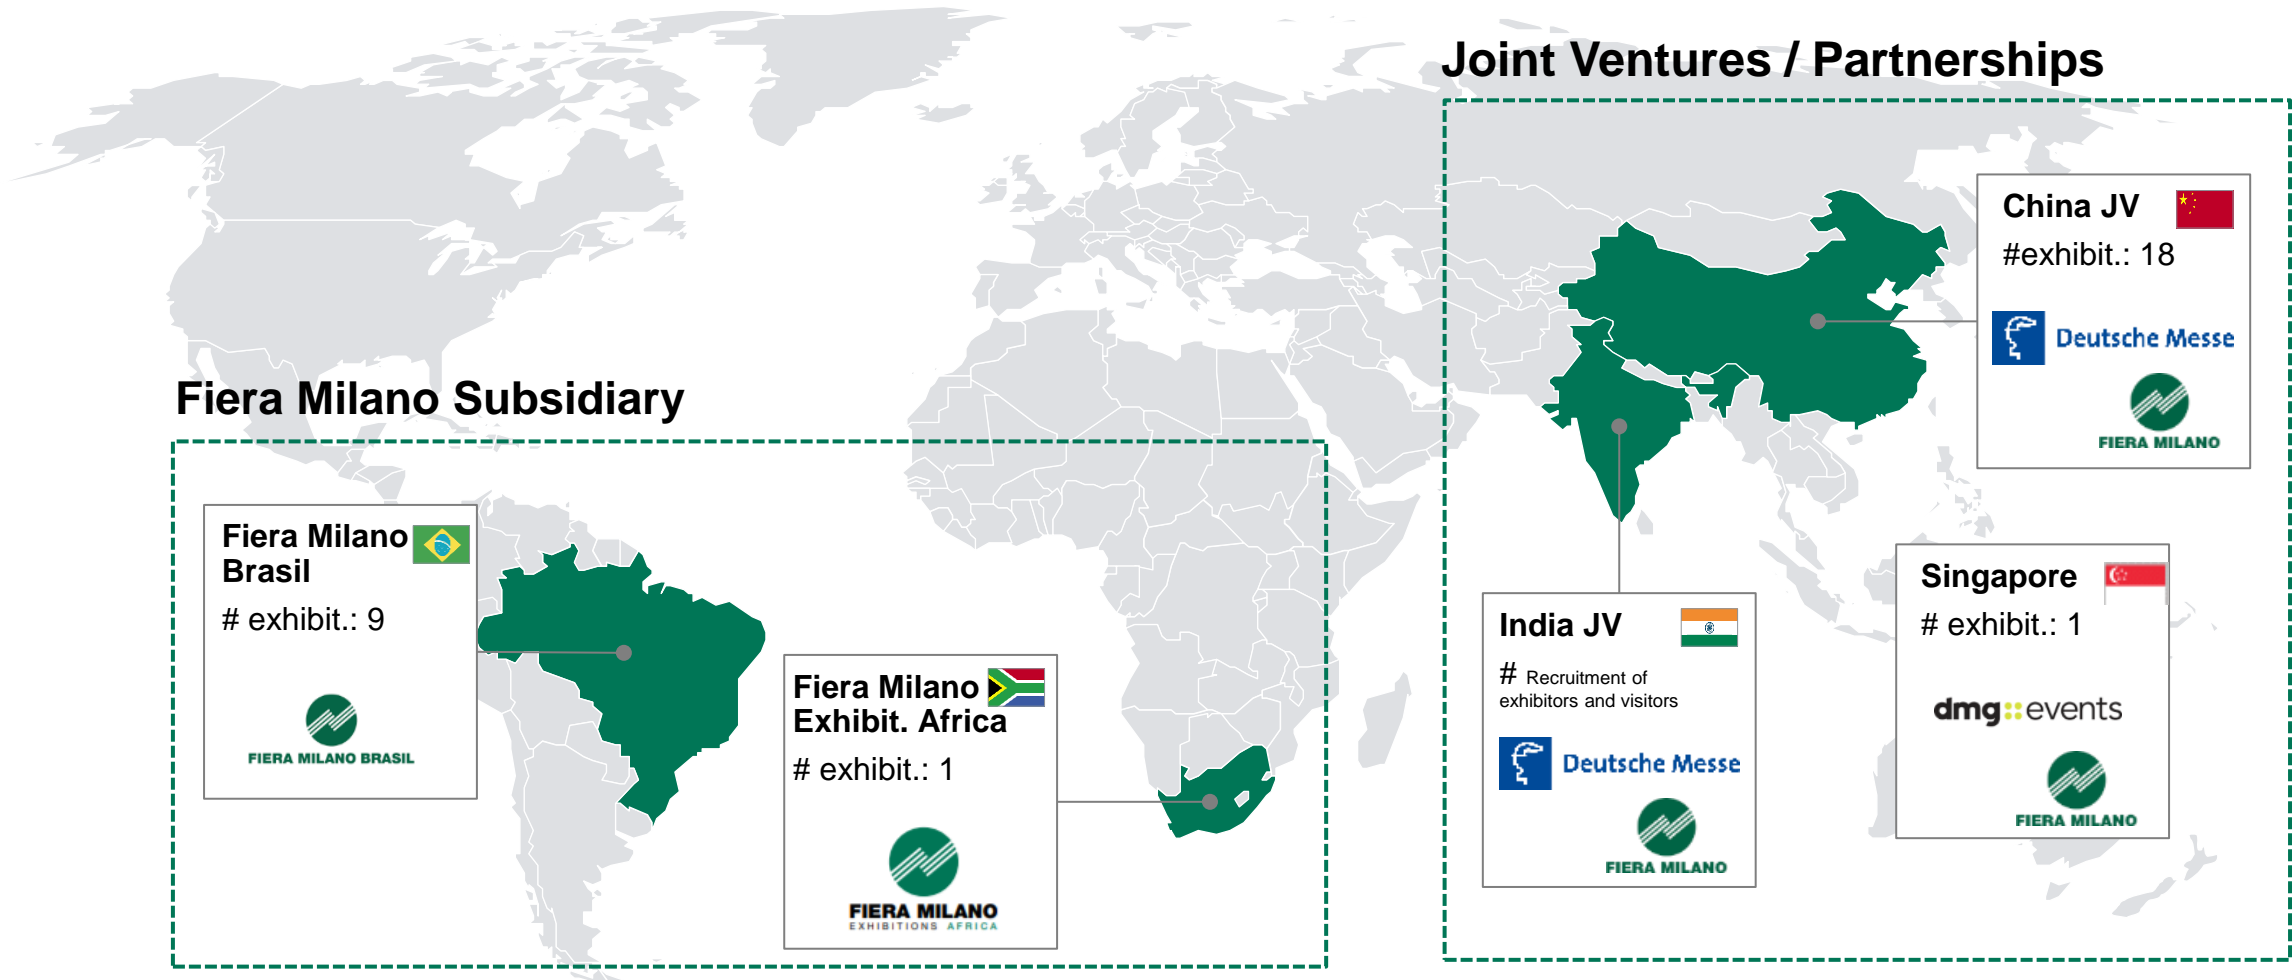 Joint Ventures / Partnerships
China JV
#exhibit.: 18
Deutsche Messe
FIERA MILANO
Fiera Milano Subsidiary
Fiera Milano
Brasil
# exhibit.: 9
FIERA MILANO BRASIL
Fiera Milano
Exhibit. Africa
# exhibit.: 1
FIERA MILANO
EXHIBITIONS AFRICA
India JV
# Recruitment of
exhibitors and visitors
Deutsche Messe
FIERA MILANO
Singapore
# exhibit.: 1
dmg::events
FIERA MILANO